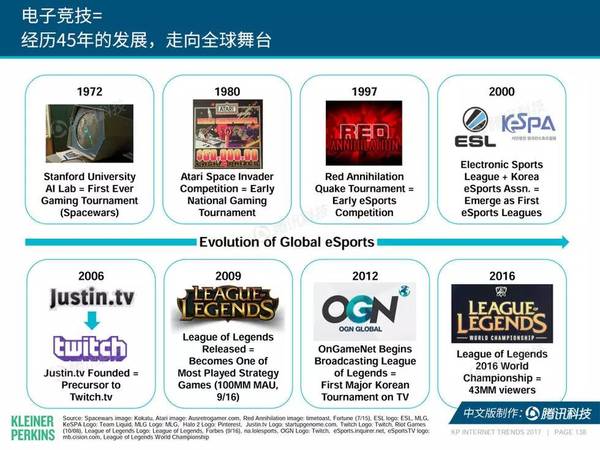 电子竞技=
经历45年的发展，走向全球舞台
1972
Stanford University
AI Lab = First Ever
Gaming Tournament
(Spacewars)
1980
ATARI
$50,000.00
Atari Space Invader
Competition = Early
National Gaming
Tournament
1997
RED
ANNIHILATION
Red Annihilation
Quake Tournament =
Early eSports
Competition
2000
ESL
KeSPA
Electronic Sports
League + Korea
eSports Assn. =
Emerge as First
eSports Leagues
Evolution of Global eSports
2006
Justin.tv
twitch
Justin.tv Founded =
Precursor to
Twitch.tv
2009
LEAGUE OF
LEGENDS
League of Legends
Released =
Becomes One of
Most Played Strategy
Games (100MM MAU,
9/16)
2012
OGN
OGN GLOBAL
OnGameNet Begins
Broadcasting League
of Legends =
First Major Korean
Tournament on TV
2016
LEAGUE OF
LEGENDS
WORLD CHAMPIONSHIP
League of Legends
2016 World
Championship =
43MM viewers
KLEINER
PERKINS
Source: Spacewars image: Kokatu, Atari image: Ausretrogamer.com, Red Annihilation image: timetoast, Fortune (7/15), ESL logo: ESL, MLG,
KeSPA Logo: Team Liquid, MLG Logo: MLG, Halo 2 Logo: Pinterest, Justin.tv Logo: startupgenome.com, Twitch Logo: Twitch, Riot Games
(10/08), League of Legends Logo: League of Legends, Forbes (9/16), na.lolesports, OGN Logo: Twitch, eSports.inquirer.net, eSportsTV logo:
mb.cision.com, League of Legends World Championship
中文版制作：腾讯科技
KP INTERNET TRENDS 2017 | PAGE 138